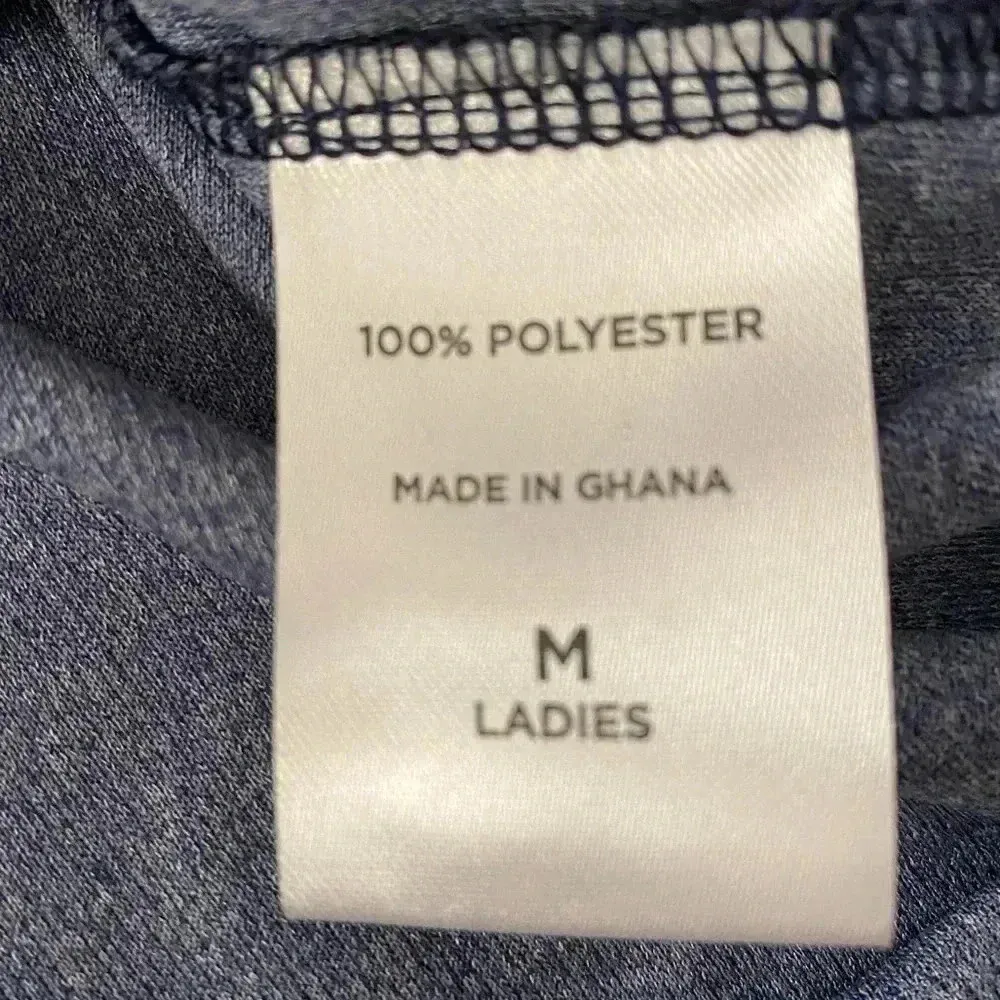 100% POLYESTER
MADE IN GHANA
M
LADIES